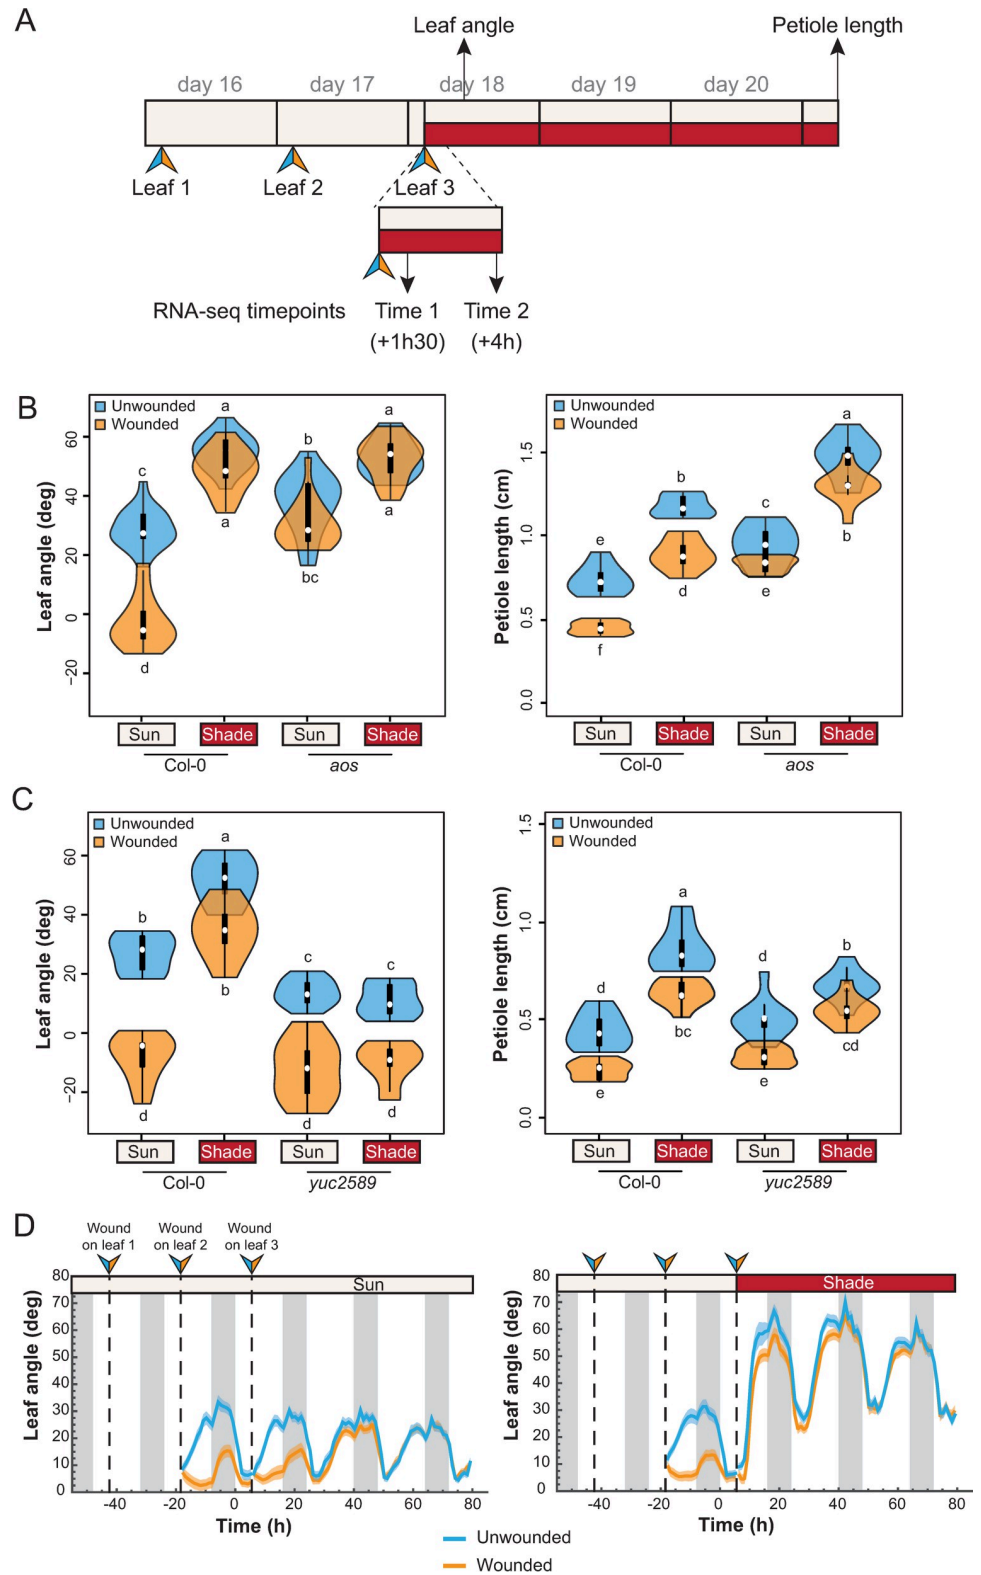 A
Leaf angle
Petiole length
day 16
day 17
day 18
day 19
day 20
Leaf 1
Leaf 2
Leaf 3
RNA-seq timepoints
Time 1
(+1h30)
Time 2
(+4h)
B
Unwounded
Wounded
Leaf angle (deg)
60
40
20
0
−20
c
d
a
a
b
bc
a
a
Sun
Shade
Sun
Shade
Col-0
aos
Unwounded
Wounded
Petiole length (cm)
1.5
1.0
0.5
0.0
e
f
b
d
c
e
a
b
Sun
Shade
Sun
Shade
Col-0
aos
C
Unwounded
Wounded
Leaf angle (deg)
60
40
20
0
−20
b
d
a
b
c
d
c
d
Sun
Shade
Sun
Shade
Col-0
yuc2589
Unwounded
Wounded
Petiole length (cm)
1.5
1.0
0.5
0.0
d
e
a
bc
d
e
b
cd
Sun
Shade
Sun
Shade
Col-0
yuc2589
D
Wound
on leaf 1
Wound
on leaf 2
Wound
on leaf 3
Sun
Leaf angle (deg)
80
70
60
50
40
30
20
10
0
-40
-20
0
20
40
60
80
Time (h)
Shade
Leaf angle (deg)
80
70
60
50
40
30
20
10
0
-40
-20
0
20
40
60
80
Time (h)
Unwounded
Wounded